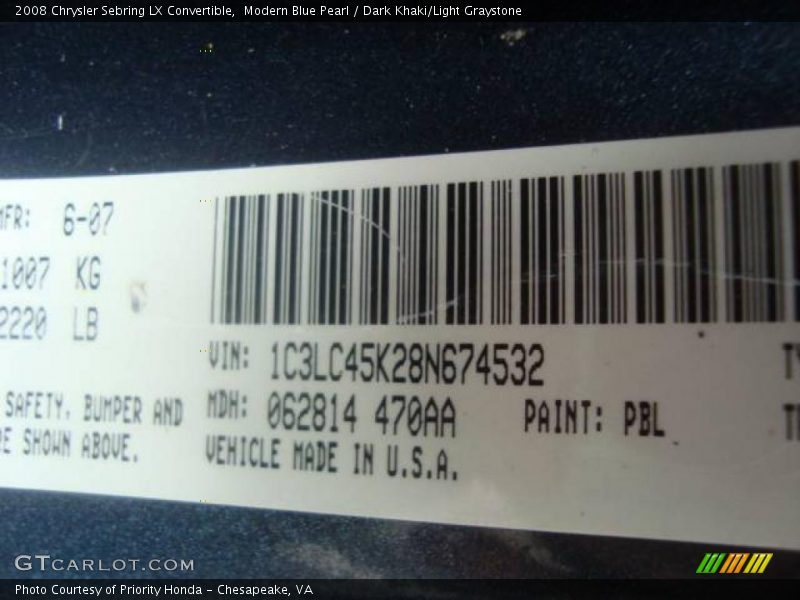 2008 Chrysler Sebring LX Convertible,  Modern Blue Pearl / Dark Khaki/Light Graystone
MFR: 6-07
1007 KG
2220 LB
VIN: 1C3LC45K28N674532
SAFETY, BUMPER AND
MDH: 062814 470AA PAINT: PBL
SHOWN ABOVE.
VEHICLE MADE IN U.S.A.
GTCARLOT.COM
Photo Courtesy of Priority Honda - Chesapeake, VA